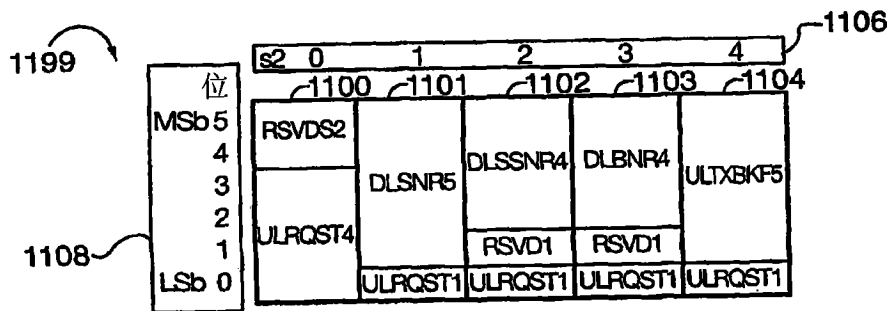 1199
1106
s2 0 1 2 3 4
1100 1101 1102 1103 1104
位
MSb 5
4
3
2
1
LSb 0
1108
RSVDS2
ULRQST4
DLSNR5
ULRQST1
DLSSNR4
RSVD1
ULRQST1
DLBNR4
RSVD1
ULRQST1
ULTXBKF5
ULRQST1